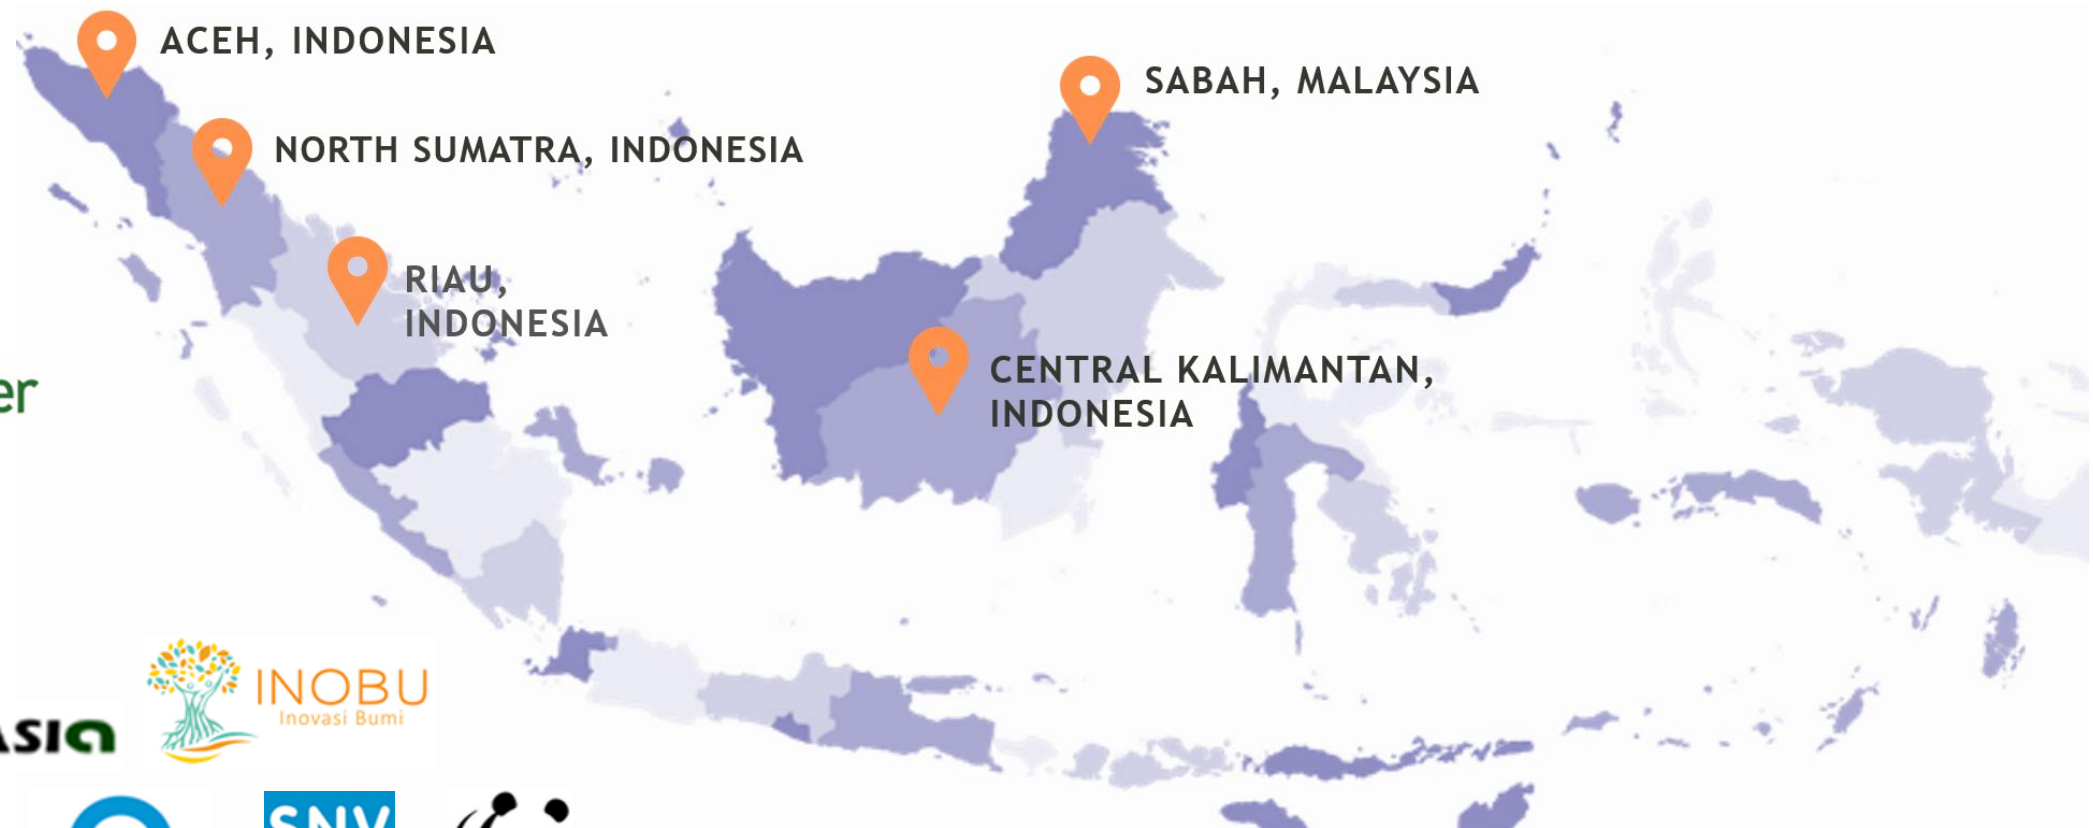 ACEH, INDONESIA
SABAH, MALAYSIA
NORTH SUMATRA, INDONESIA
RIAU,
INDONESIA
CENTRAL KALIMANTAN,
INDONESIA
er
INOBU
Inovasi Bumi
ASIA
SNV